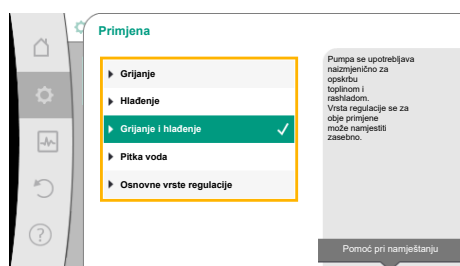 Primjena
Grijanje
Hlađenje
Grijanje i hlađenje
Pitka voda
Osnovne vrste regulacije
Pumpa se upotrebljava
naizmjenično za
opskrbu
toplinom i
rashladom.
Vrsta regulacije se za
obje primjene
može namjestiti
zasebno.
Pomoć pri namještanju